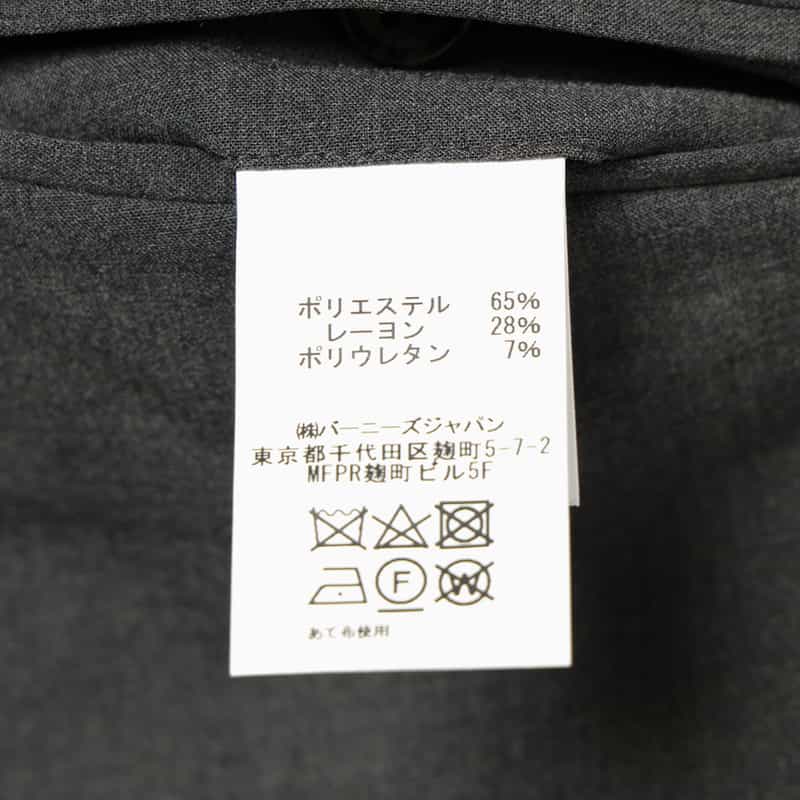 ポリエステル 65%
レーヨン 28%
ポリウレタン 7%
㈱バーニーズジャパン
東京都千代田区麹町5-7-2
MFPR麹町ビル5F
F W
あて布使用